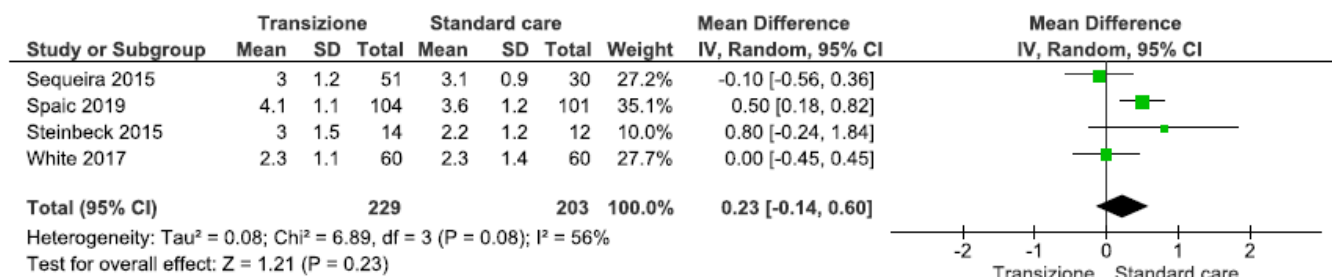 Transizione Standard care Mean Difference Mean Difference
Study or Subgroup Mean SD Total Mean SD Total Weight IV, Random, 95% CI IV, Random, 95% CI
Sequeira 2015 3 1.2 51 3.1 0.9 30 27.2% -0.10 [-0.56, 0.36]
Spaic 2019 4.1 1.1 104 3.6 1.2 101 35.1% 0.50 [0.18, 0.82]
Steinbeck 2015 3 1.5 14 2.2 1.2 12 10.0% 0.80 [-0.24, 1.84]
White 2017 2.3 1.1 60 2.3 1.4 60 27.7% 0.00 [-0.45, 0.45]
Total (95% CI) 229 203 100.0% 0.23 [-0.14, 0.60]
Heterogeneity: Tau² = 0.08; Chi² = 6.89, df = 3 (P = 0.08); I² = 56%
Test for overall effect: Z = 1.21 (P = 0.23)
-2 -1 0 1 2
Transizione Standard care